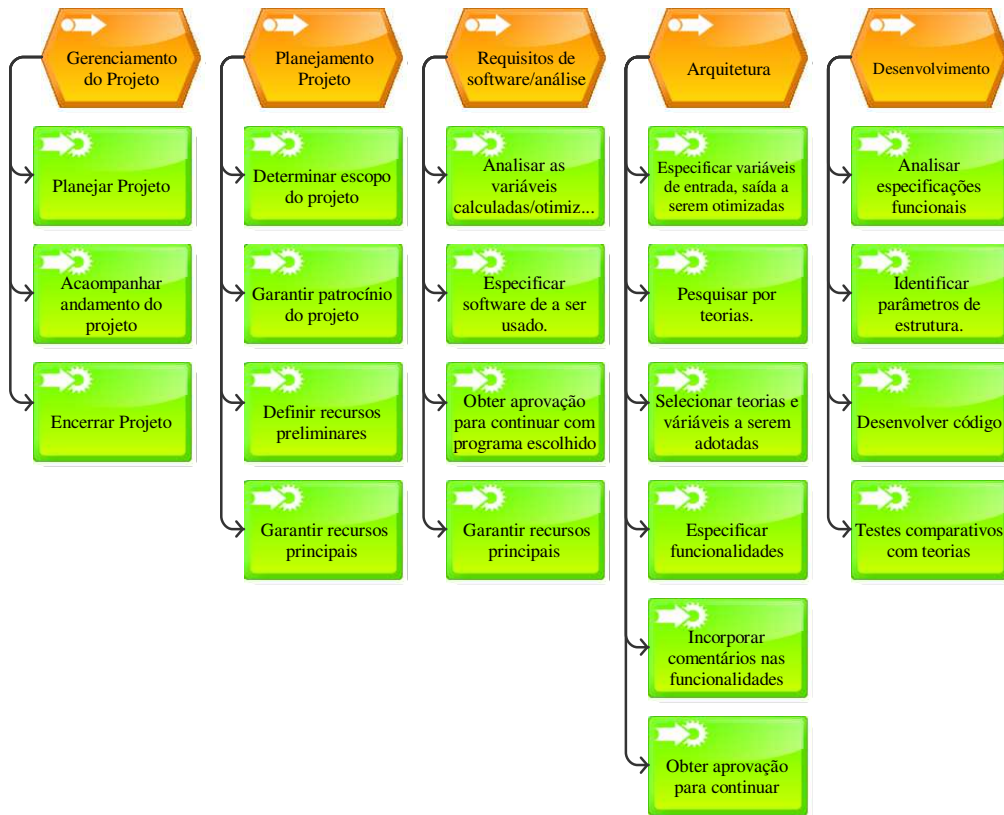 Gerenciamento
do Projeto
Planejar Projeto
Acaompanhar
andamento do
projeto
Encerrar Projeto
Planejamento
Projeto
Determinar escopo
do projeto
Garantir patrocínio
do projeto
Definir recursos
preliminares
Garantir recursos
principais
Requisitos de
software/análise
Analisar as
variáveis
calculadas/otimiz...
Especificar
software de a ser
usado.
Obter aprovação
para continuar com
programa escolhido
Garantir recursos
principais
Arquitetura
Especificar variáveis
de entrada, saída a
serem otimizadas
Pesquisar por
teorias.
Selecionar teorias e
váriáveis a serem
adotadas
Especificar
funcionalidades
Incorporar
comentários nas
funcionalidades
Obter aprovação
para continuar
Desenvolvimento
Analisar
especificações
funcionais
Identificar
parâmetros de
estrutura.
Desenvolver código
Testes comparativos
com teorias